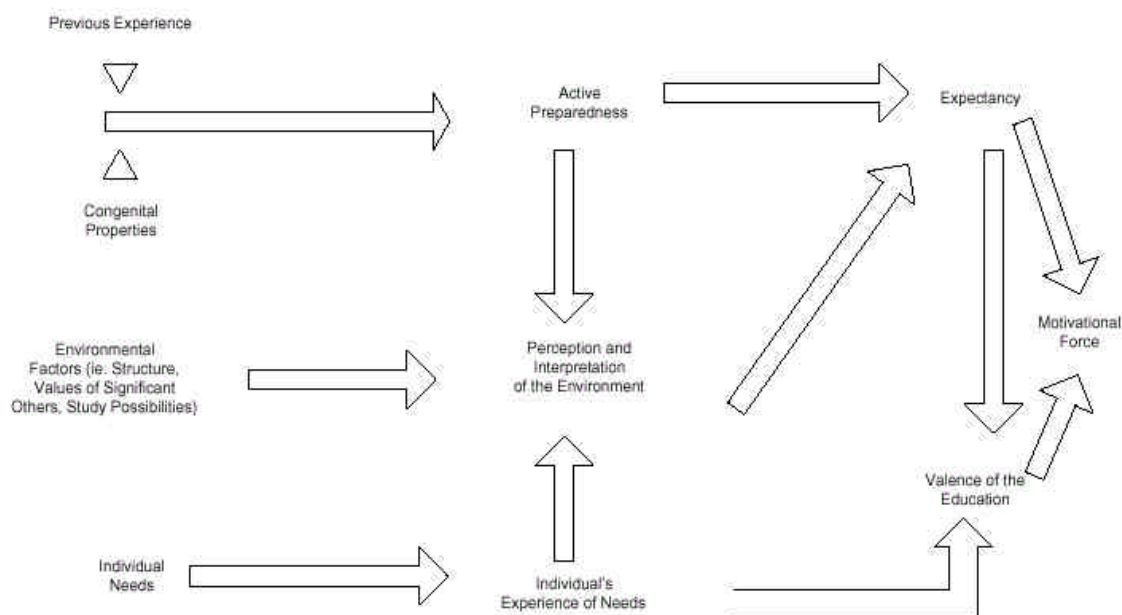 Previous Experience
Active
Preparedness
Expectancy
Congenital
Properties
Environmental
Factors (ie. Structure,
Values of Significant
Others, Study Possibilities)
Perception and
Interpretation
of the Environment
Motivational
Force
Valence of the
Education
Individual
Needs
Individual's
Experience of Needs